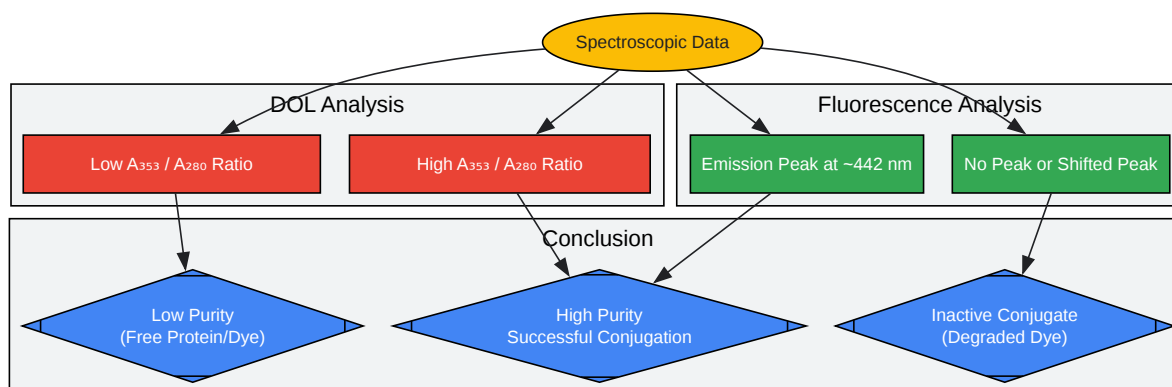 Spectroscopic Data
DOL Analysis
Fluorescence Analysis
Low A₃₅₃ / A₂₈₀ Ratio
High A₃₅₃ / A₂₈₀ Ratio
Emission Peak at ~442 nm
No Peak or Shifted Peak
Conclusion
Low Purity
(Free Protein/Dye)
High Purity
Successful Conjugation
Inactive Conjugate
(Degraded Dye)